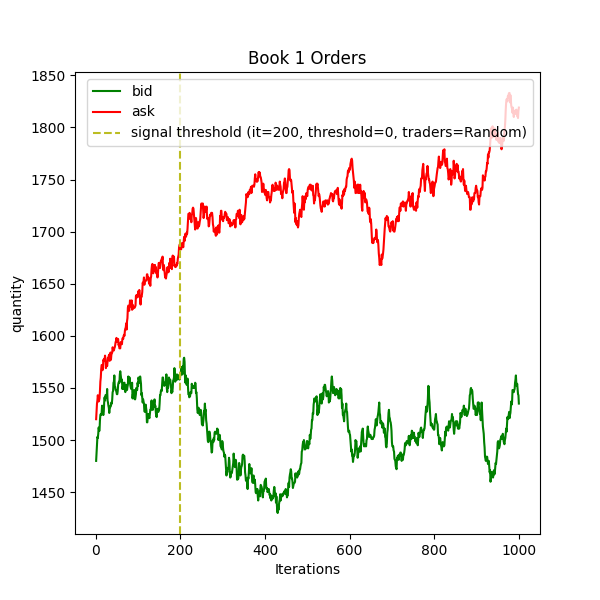 Book 1 Orders
bid
ask
signal threshold (it=200, threshold=0, traders=Random)
quantity
1850
1800
1750
1700
1650
1600
1550
1500
1450
0 200 400 600 800 1000
Iterations